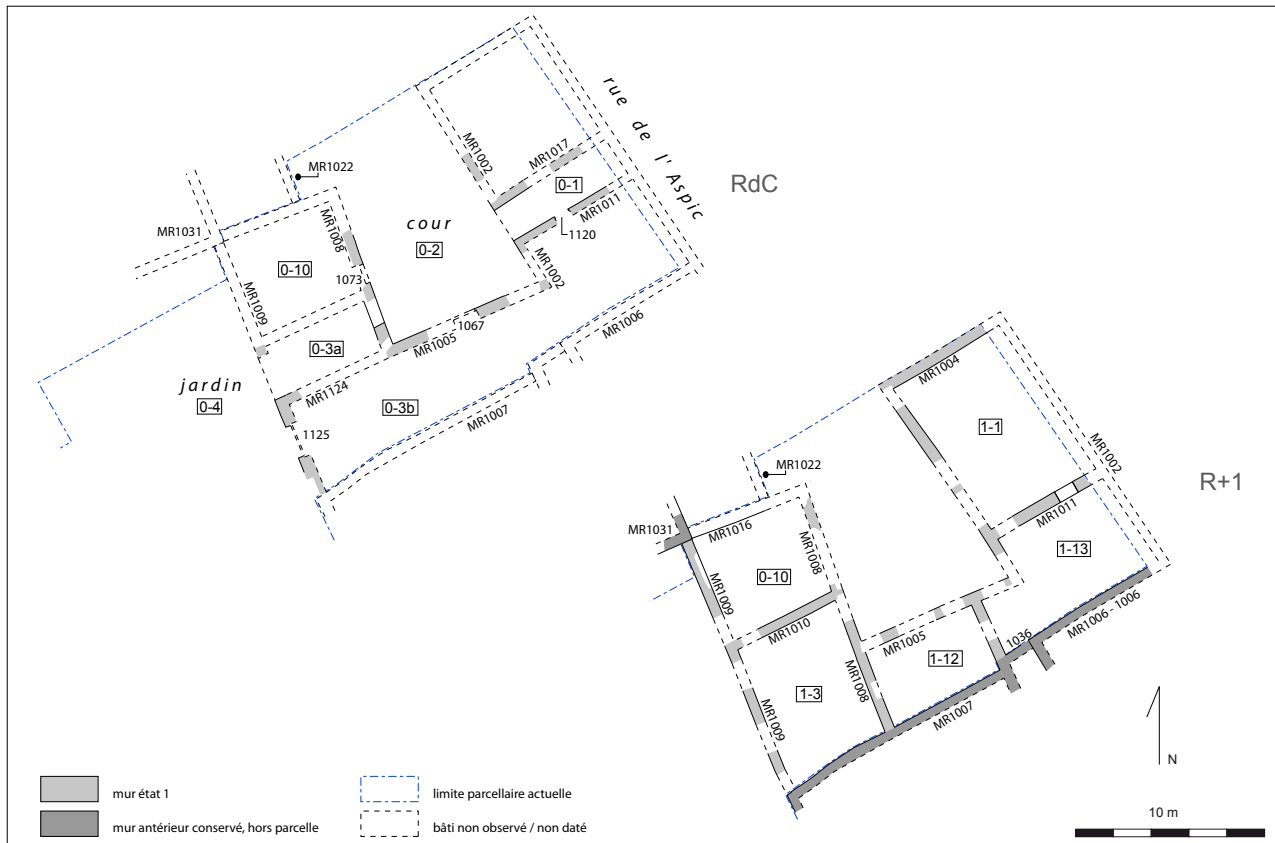 rue de l'Aspic
RdC
MR1022
MR1002
MR1017
0-1
MR1011
1120
MR1031
MR1008
cour
0-2
0-10
1073
MR1002
MR1009
0-3a
1067
MR1005
MR1006
jardin
0-4
MR1124
0-3b
1125
MR1007
MR1004
1-1
MR1002
R+1
MR1022
MR1031
MR1016
MR1011
1-13
0-10
MR1008
MR1009
MR1010
1036
MR1006 - 1006
MR1005
1-12
1-3
MR1008
MR1009
MR1007
N
mur état 1
limite parcellaire actuelle
mur antérieur conservé, hors parcelle
bâti non observé / non daté
10 m